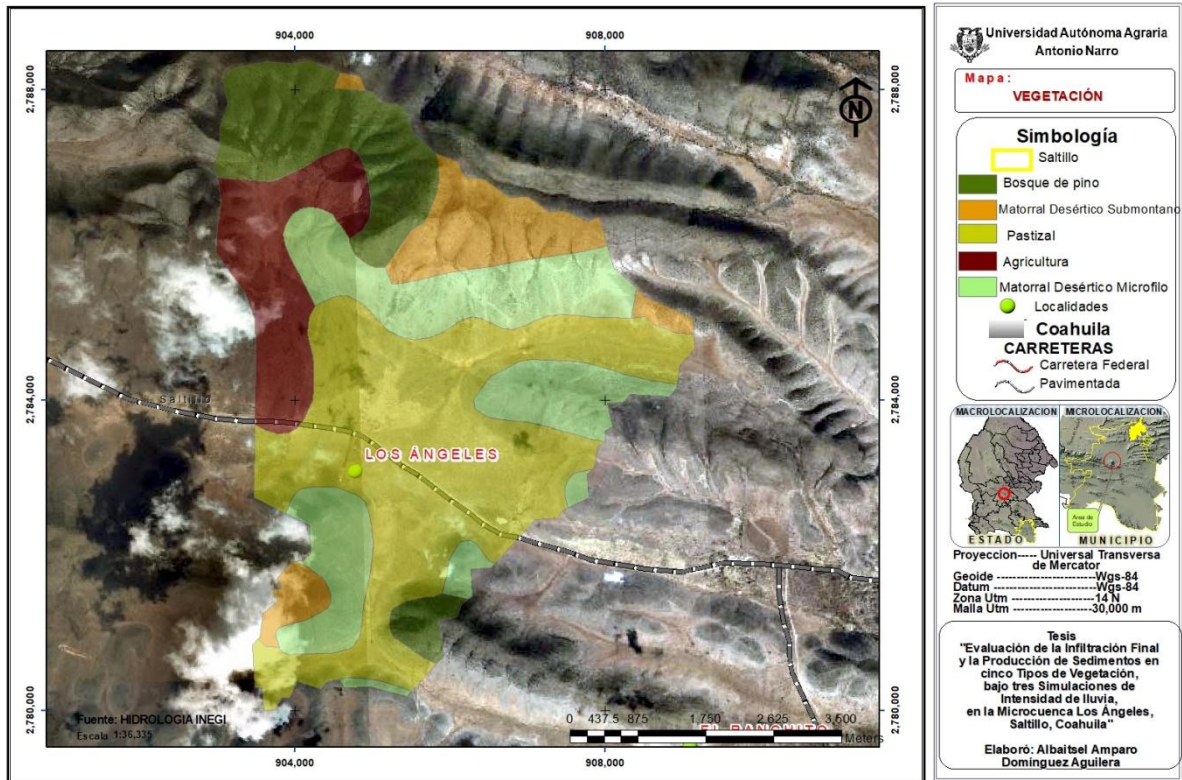 904,000
908,000
2,788,000
2,788,000
2,784,000
2,784,000
2,780,000
2,780,000
904,000
908,000
N
Saltillo
LOS ÁNGELES
EL RANCHITO
Fuente: HIDROLOGIA INEGI
Escala 1:36,335
0 437.5 875 1,750 2,625 3,500
Meters
Universidad Autónoma Agraria
Antonio Narro
Mapa:
VEGETACIÓN
Simbología
Saltillo
Bosque de pino
Matorral Desértico Submontano
Pastizal
Agricultura
Matorral Desértico Microfilo
Localidades
Coahuila
CARRETERAS
Carretera Federal
Pavimentada
MACROLOCALIZACION
MICROLOCALIZACION
Area de
Estudio
ESTADO
MUNICIPIO
Proyeccion----- Universal Transversa
de Mercator
Geoide -------------------------Wgs-84
Datum --------------------------Wgs-84
Zona Utm ---------------------14 N
Malla Utm --------------------30,000 m
Tesis
"Evaluación de la Infiltración Final
y la Producción de Sedimentos en
cinco Tipos de Vegetación,
bajo tres Simulaciones de
Intensidad de lluvia,
en la Microcuenca Los Ángeles,
Saltillo, Coahuila"
Elaboró: Albaitsel Amparo
Domínguez Aguilera